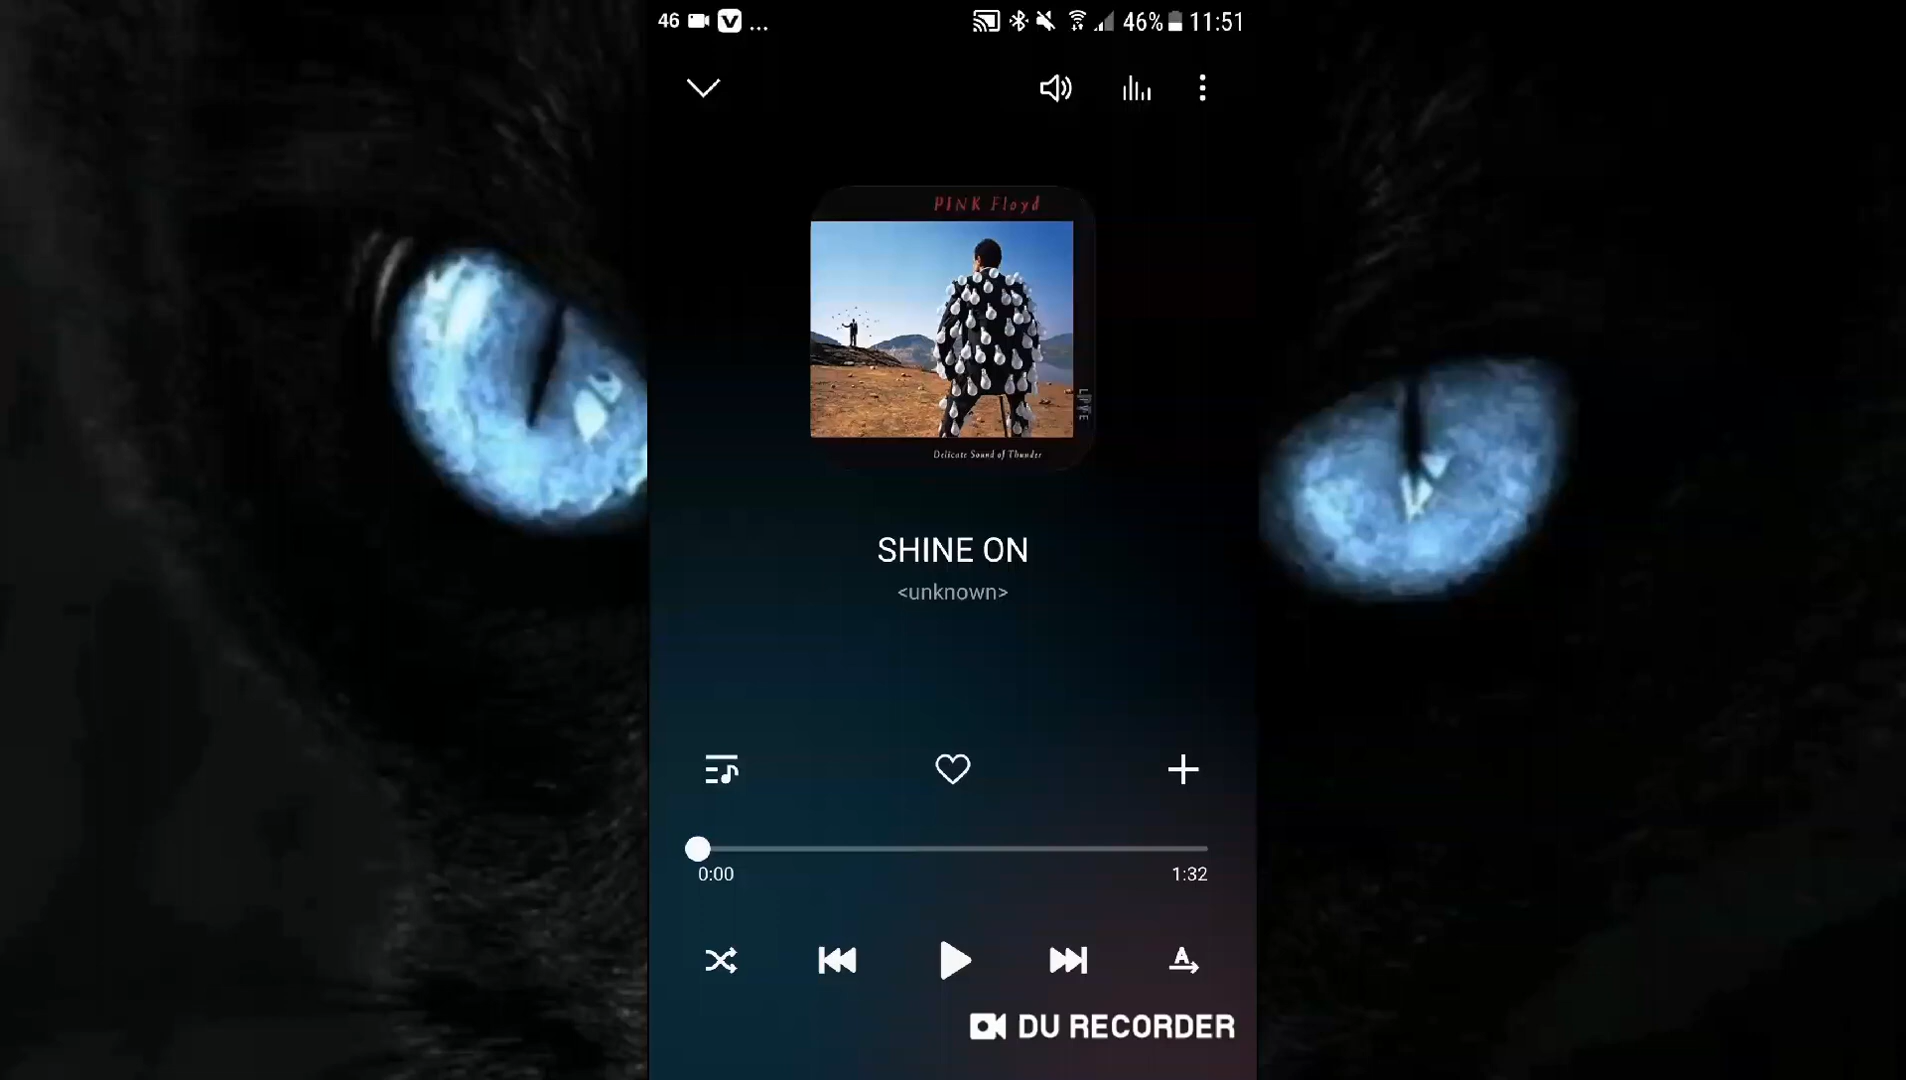 46 V ... 46% 11:51
PINK Floyd
LIVE
Delicate Sound of Thunder
SHINE ON
<unknown>
0:00 1:32
A
DU RECORDER